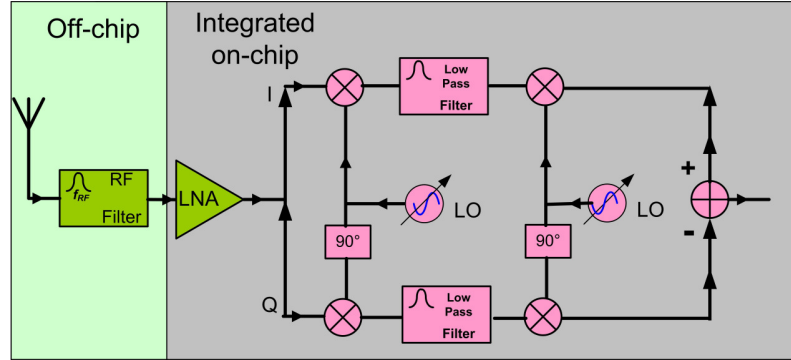 Off-chip
Integrated
on-chip
I
Low
Pass
Filter
RF
fRF
Filter
LNA
LO
LO
+
-
90°
90°
Q
Low
Pass
Filter